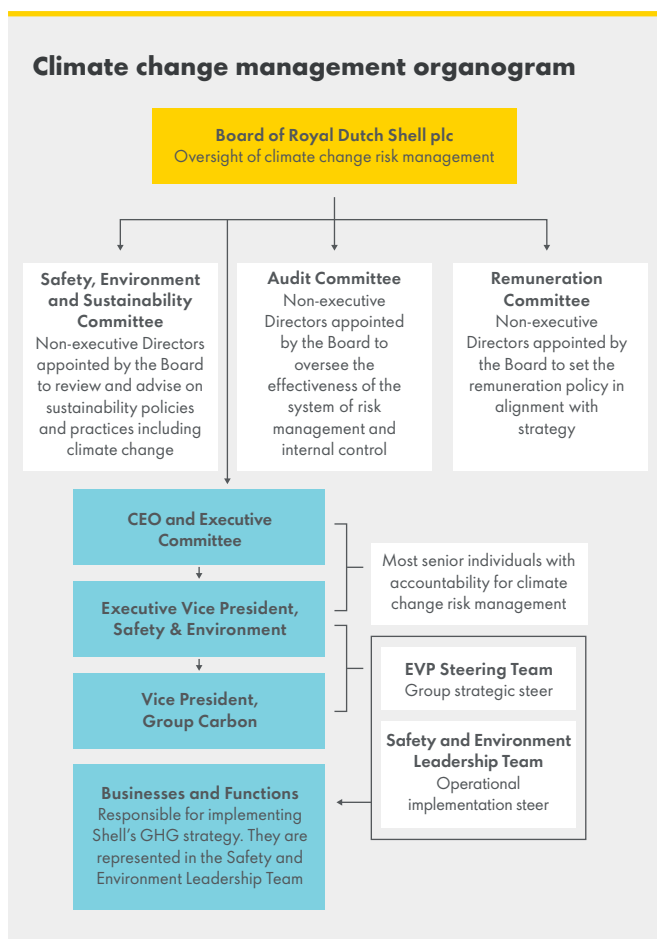 Climate change management organogram
Board of Royal Dutch Shell plc
Oversight of climate change risk management
Safety, Environment
and Sustainability
Committee
Non-executive Directors
appointed by the Board
to review and advise on
sustainability policies
and practices including
climate change
Audit Committee
Non-executive
Directors appointed
by the Board to
oversee the
effectiveness of the
system of risk
management and
internal control
Remuneration
Committee
Non-executive
Directors appointed by
the Board to set the
remuneration policy in
alignment with
strategy
CEO and Executive
Committee
Most senior individuals with
accountability for climate
change risk management
Executive Vice President,
Safety & Environment
Vice President,
Group Carbon
EVP Steering Team
Group strategic steer
Safety and Environment
Leadership Team
Operational
implementation steer
Businesses and Functions
Responsible for implementing
Shell's GHG strategy. They are
represented in the Safety and
Environment Leadership Team